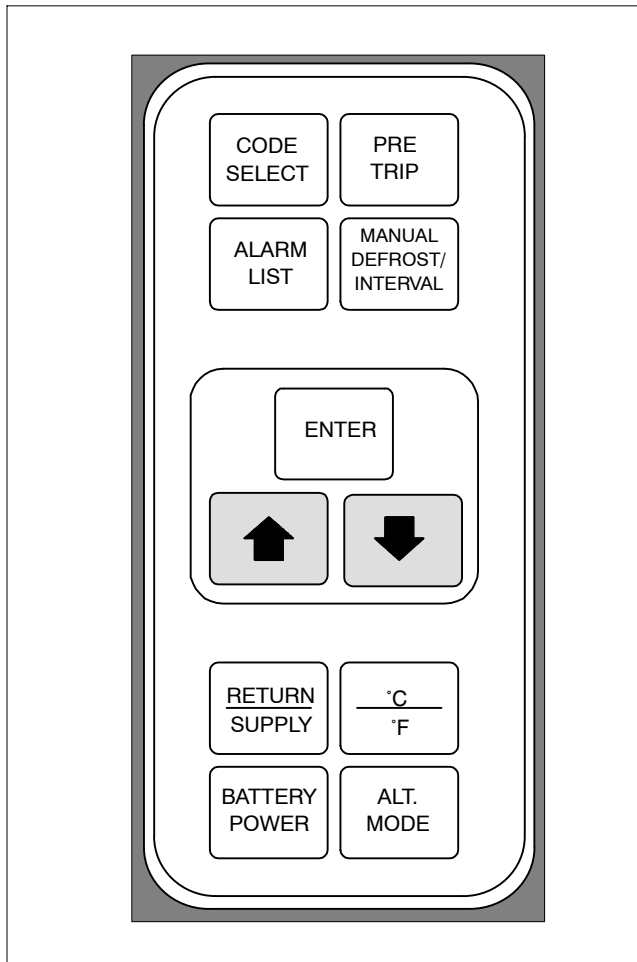 CODE
SELECT
PRE
TRIP
ALARM
LIST
MANUAL
DEFROST/
INTERVAL
ENTER
RETURN
SUPPLY
°C
°F
BATTERY
POWER
ALT.
MODE